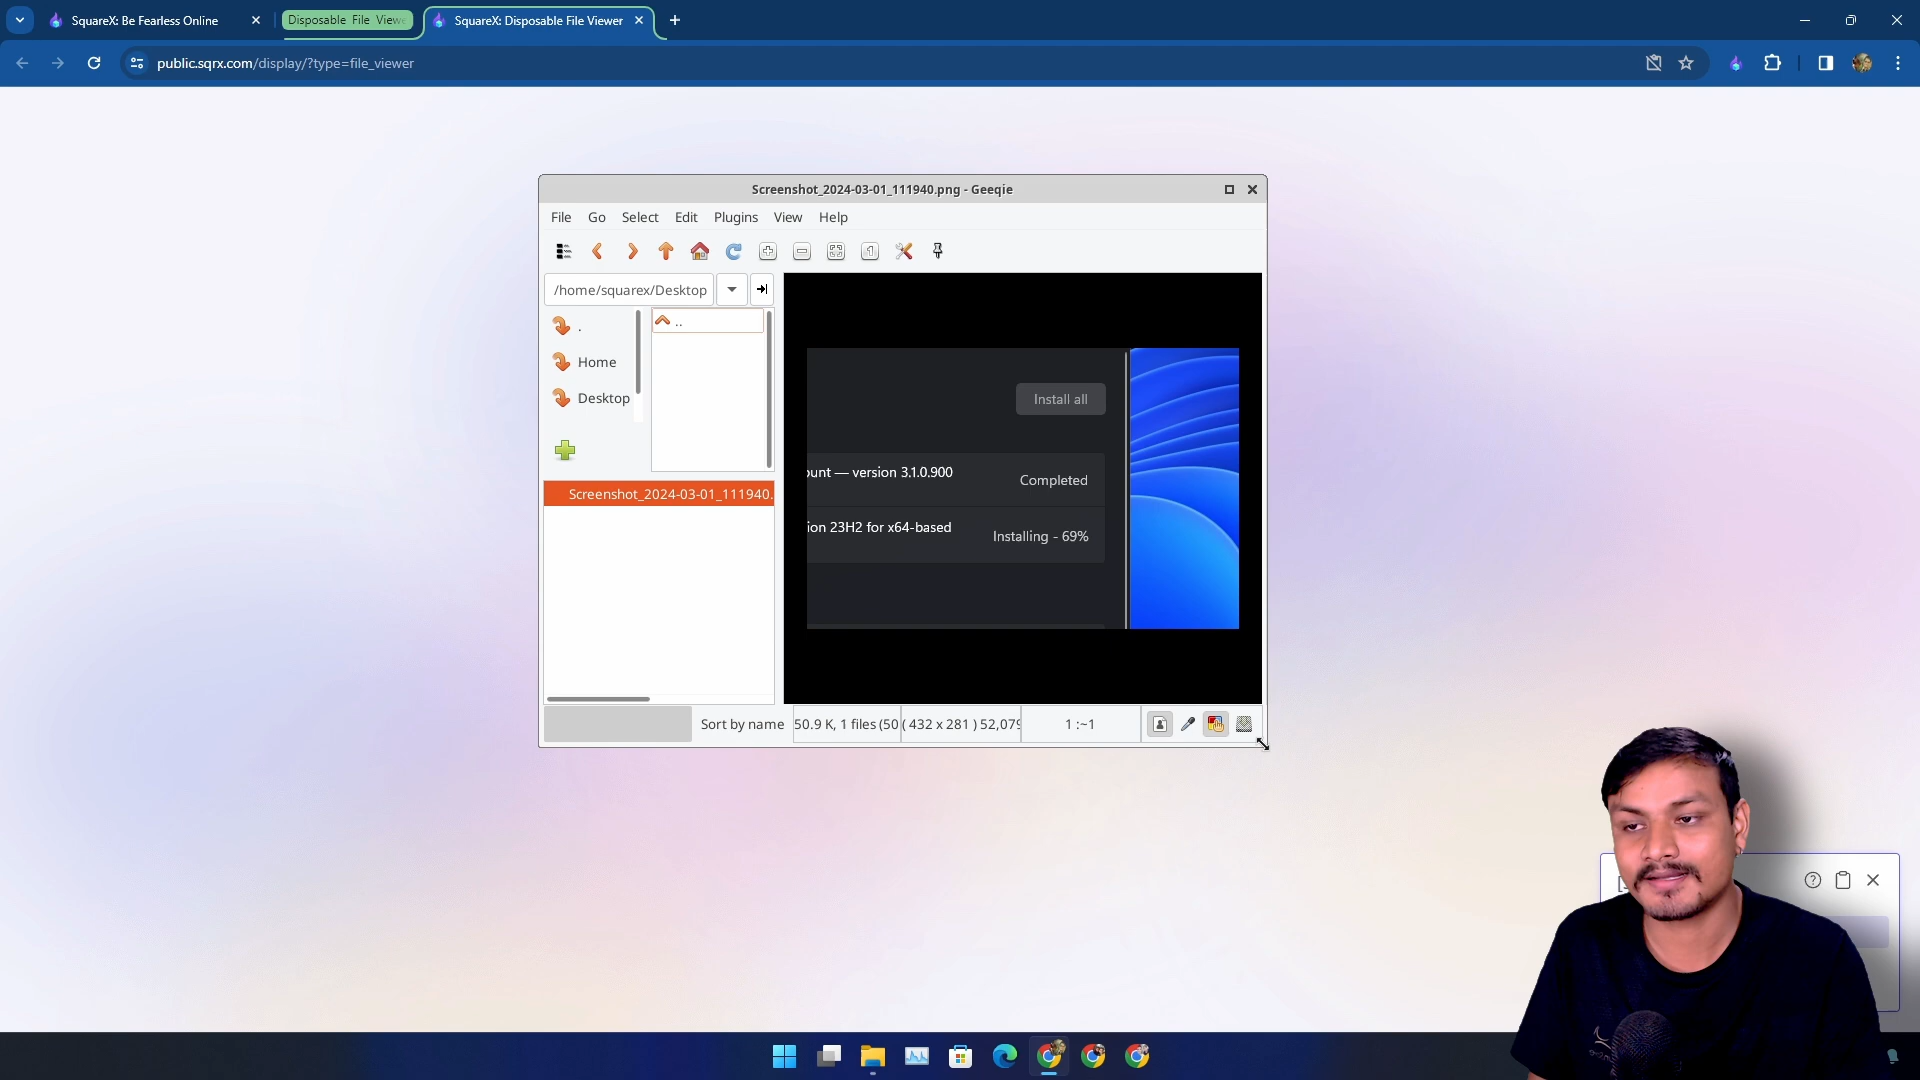 SquareX: Be Fearless Online
Disposable File View
SquareX: Disposable File Viewer
public.sqrx.com/display/?type=file_viewer
Screenshot_2024-03-01_111940.png - Geeqie
File Go Select Edit Plugins View Help
/home/squarex/Desktop
.
..
Home
Desktop
Screenshot_2024-03-01_111940.
Install all
ount — version 3.1.0.900
Completed
ion 23H2 for x64-based
Installing - 69%
Sort by name
50.9 K, 1 files (50
( 432 x 281 ) 52,079
1 :~1